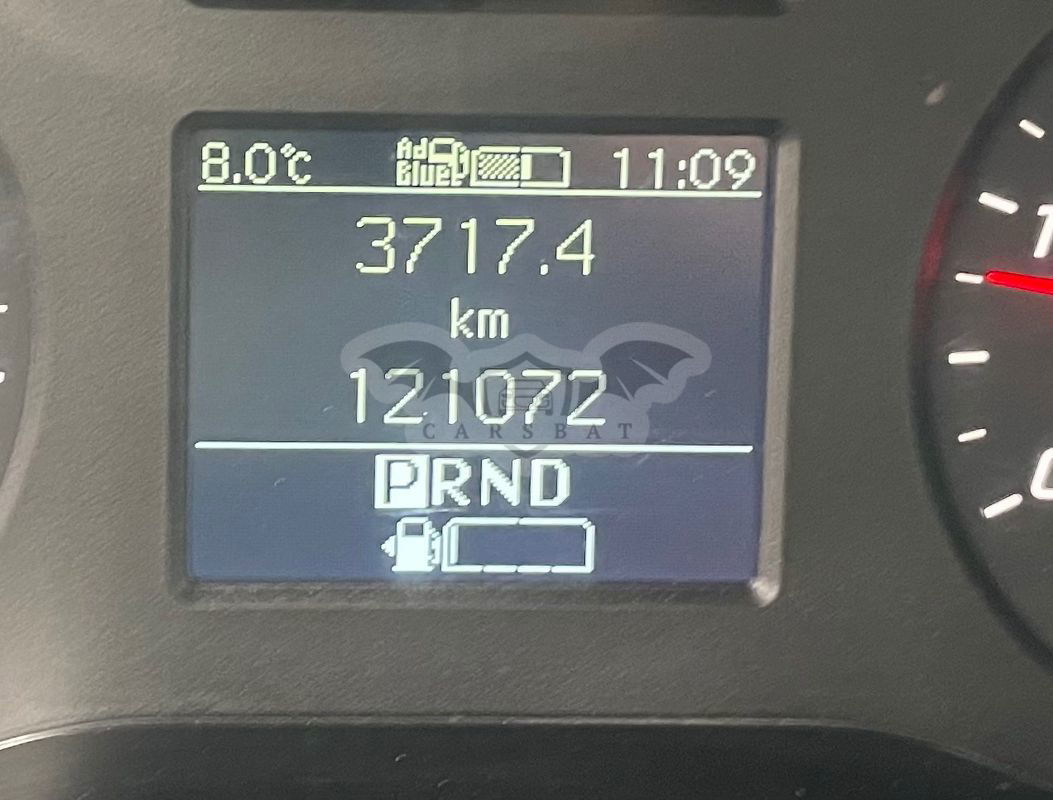 8.0°C Ad Blue 11:09
3717.4
km
121072
CARSBAT
PRND